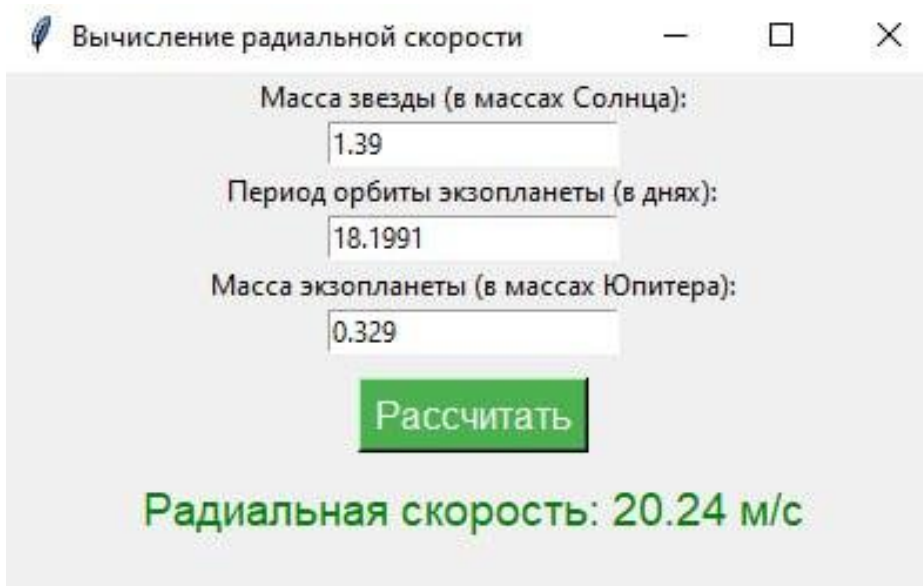 Вычисление радиальной скорости
Масса звезды (в массах Солнца):
1.39
Период орбиты экзопланеты (в днях):
18.1991
Масса экзопланеты (в массах Юпитера):
0.329
Рассчитать
Радиальная скорость: 20.24 м/с